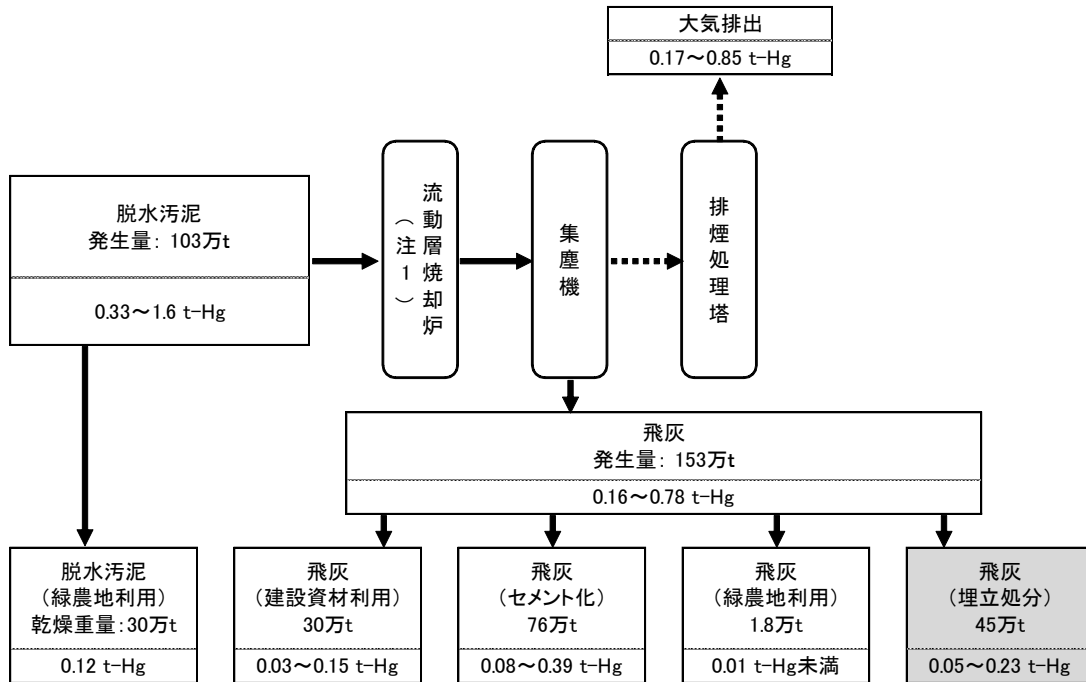 大気排出
0.17～0.85 t-Hg
脱水汚泥
発生量： 103万t
0.33～1.6 t-Hg
流動層焼却炉
（注1）
集塵機
排煙処理塔
飛灰
発生量： 153万t
0.16～0.78 t-Hg
脱水汚泥
（緑農地利用）
乾燥重量：30万t
0.12 t-Hg
飛灰
（建設資材利用）
30万t
0.03～0.15 t-Hg
飛灰
（セメント化）
76万t
0.08～0.39 t-Hg
飛灰
（緑農地利用）
1.8万t
0.01 t-Hg未満
飛灰
（埋立処分）
45万t
0.05～0.23 t-Hg